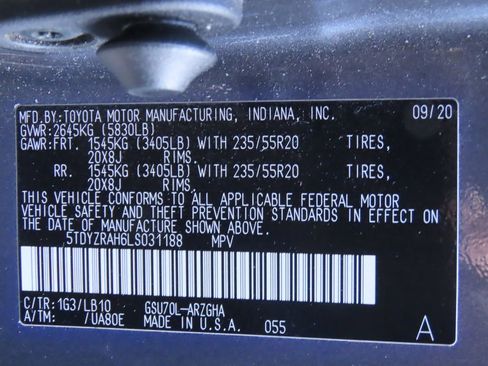 MFD.BY:TOYOTA MOTOR MANUFACTURING, INDIANA, INC. 09/20
GVWR:2645KG (5830LB)
GAWR:FRT. 1545KG (3405LB) WITH 235/55R20 TIRES,
20X8J RIMS.
RR. 1545KG (3405LB) WITH 235/55R20 TIRES,
20X8J RIMS.
THIS VEHICLE CONFORMS TO ALL APPLICABLE FEDERAL MOTOR
VEHICLE SAFETY AND THEFT PREVENTION STANDARDS IN EFFECT ON
THE DATE OF MANUFACTURE SHOWN ABOVE.
5TDYZRAH6LS031188 MPV
C/TR:1G3/LB10 GSU70L-ARZGHA
A/TM: /UA80E MADE IN U.S.A. 055 A